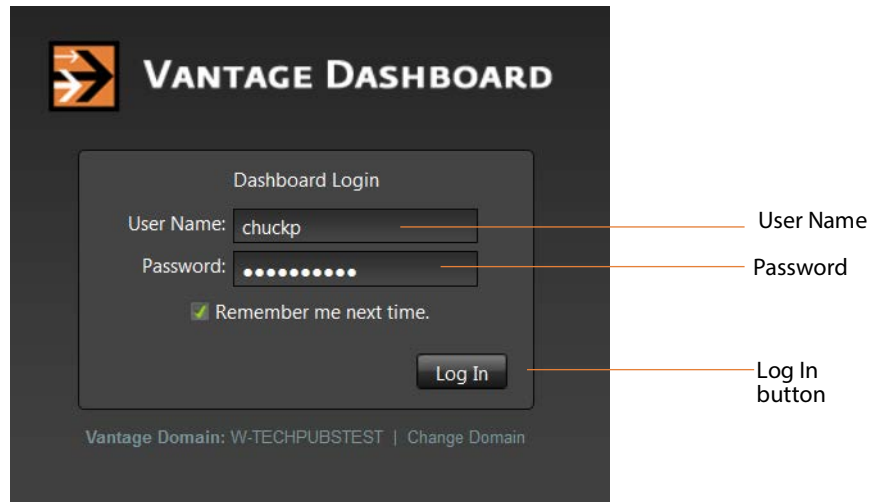 VANTAGE DASHBOARD
Dashboard Login
User Name: chuckp
User Name
Password: ●●●●●●●●●●
Password
Remember me next time.
Log In
Log In
button
Vantage Domain: W-TECHPUBSTEST | Change Domain